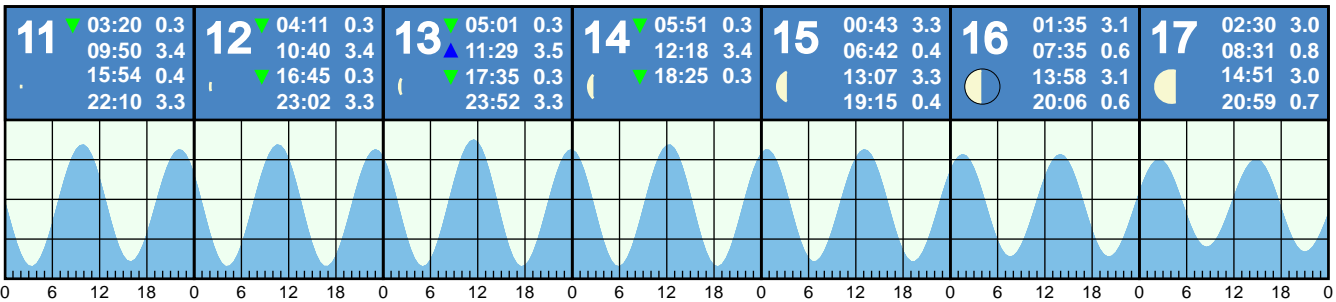 11 ▼ 03:20 0.3
09:50 3.4
15:54 0.4
22:10 3.3
12 ▼ 04:11 0.3
10:40 3.4
▼ 16:45 0.3
23:02 3.3
13 ▼ 05:01 0.3
▲ 11:29 3.5
▼ 17:35 0.3
23:52 3.3
14 ▼ 05:51 0.3
12:18 3.4
▼ 18:25 0.3
15 00:43 3.3
06:42 0.4
13:07 3.3
19:15 0.4
16 01:35 3.1
07:35 0.6
13:58 3.1
20:06 0.6
17 02:30 3.0
08:31 0.8
14:51 3.0
20:59 0.7
0 6 12 18 0 6 12 18 0 6 12 18 0 6 12 18 0 6 12 18 0 6 12 18 0 6 12 18 0